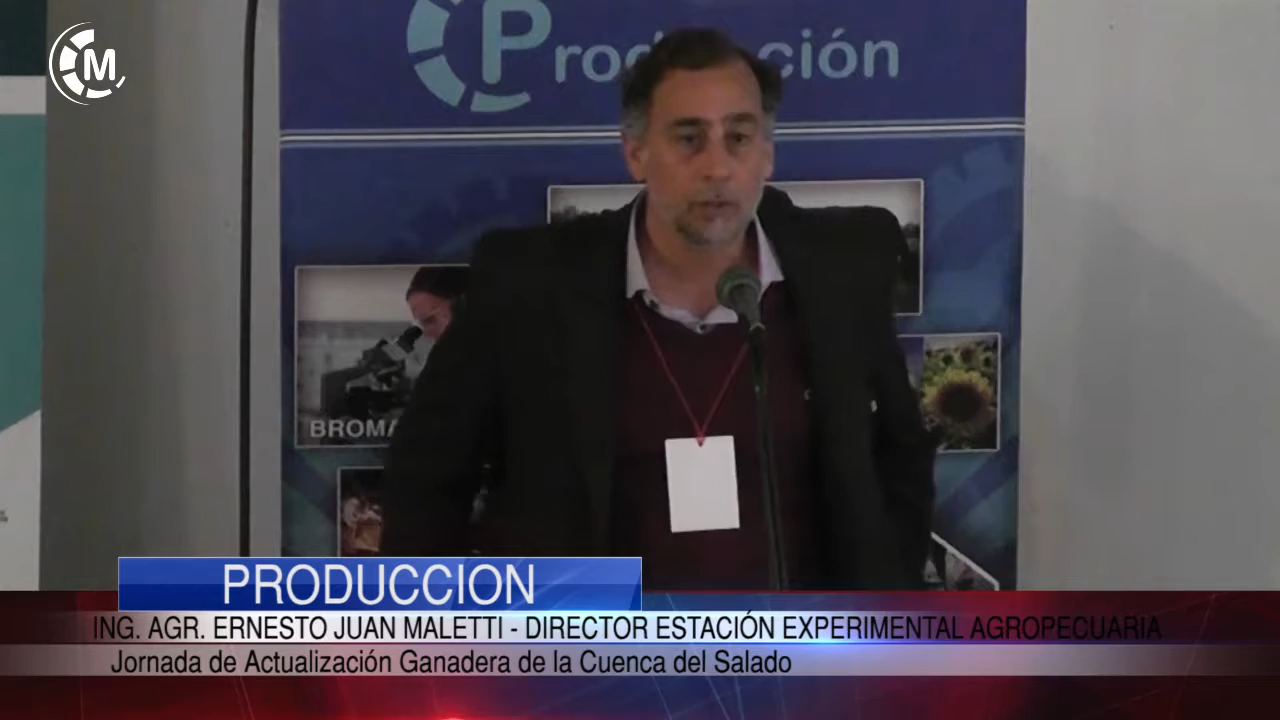 M
Producción
BROMA
PRODUCCION
ING. AGR. ERNESTO JUAN MALETTI - DIRECTOR ESTACIÓN EXPERIMENTAL AGROPECUARIA
Jornada de Actualización Ganadera de la Cuenca del Salado